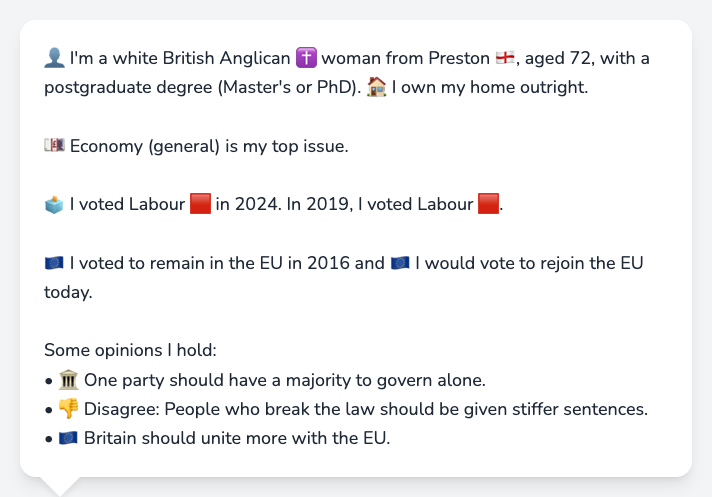 👤 I'm a white British Anglican ✝️ woman from Preston 🏴󠁧󠁢󠁥󠁮󠁧󠁿, aged 72, with a
postgraduate degree (Master's or PhD). 🏠 I own my home outright.
💷 Economy (general) is my top issue.
🗳️ I voted Labour 🟥 in 2024. In 2019, I voted Labour 🟥.
🇪🇺 I voted to remain in the EU in 2016 and 🇪🇺 I would vote to rejoin the EU
today.
Some opinions I hold:
• 🏛️ One party should have a majority to govern alone.
• 👎 Disagree: People who break the law should be given stiffer sentences.
• 🇪🇺 Britain should unite more with the EU.